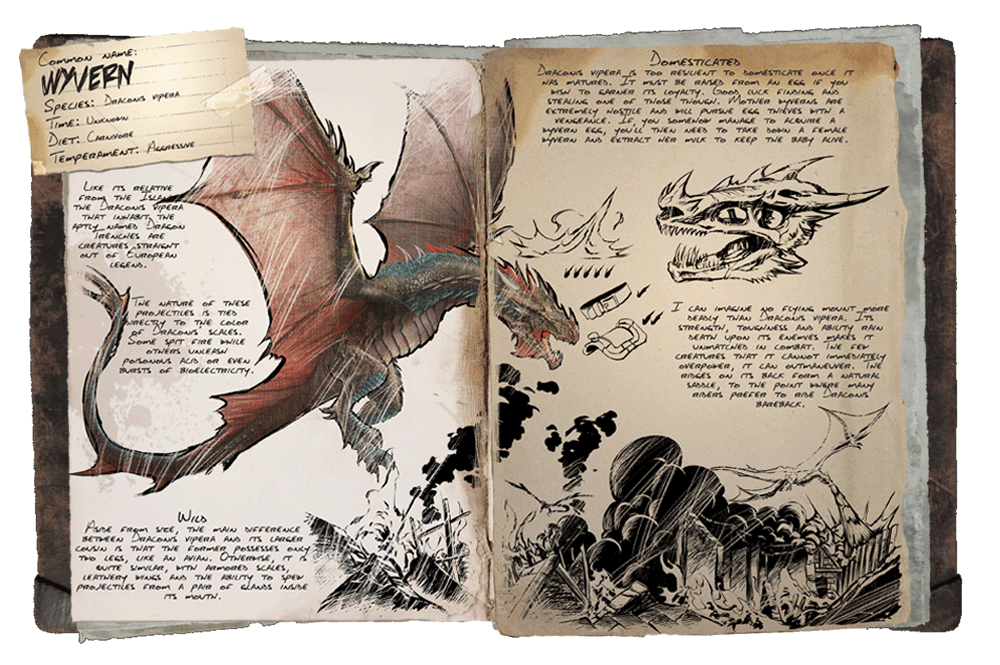 Common name:
WYVERN
Species: Draconis vipera
Time: Unknown
Diet: Carnivore
Temperament: Aggressive
Like its relative
from the Island,
the Draconis vipera
that inhabit the
aptly named Dragon
Trenches are
creatures straight
out of European
legend.
The nature of these
projectiles is tied
directly to the color
of Draconis' scales.
Some spit fire while
others unleash
poisonous acid or even
bursts of bioelectricity.
Wild
Aside from size, the main difference
between Draconis vipera and its larger
cousin is that the former possesses only
two legs, like an avian. Otherwise, it is
quite similar, with armored scales,
leathery wings and the ability to spew
projectiles from a pair of glands inside
its mouth.
Domesticated
Draconis vipera is too resilient to domesticate once it
has matured. It must be raised from an egg if you
wish to garner its loyalty. Good luck finding and
stealing one of those though. Mother wyverns are
extremely hostile and will pursue egg thieves with a
vengeance. If, you somehow manage to acquire a
wyvern egg, you'll then need to take down a female
wyvern and extract her milk to keep the baby alive.
I can imagine no flying mount more
deadly than Draconis vipera. Its
strength, toughness and ability rain
death upon its enemies makes it
unmatched in combat. The few
creatures that it cannot immediately
overpower, it can outmaneuver. The
ridges on its back form a natural
saddle, to the point where many
riders prefer to ride Draconis
bareback.